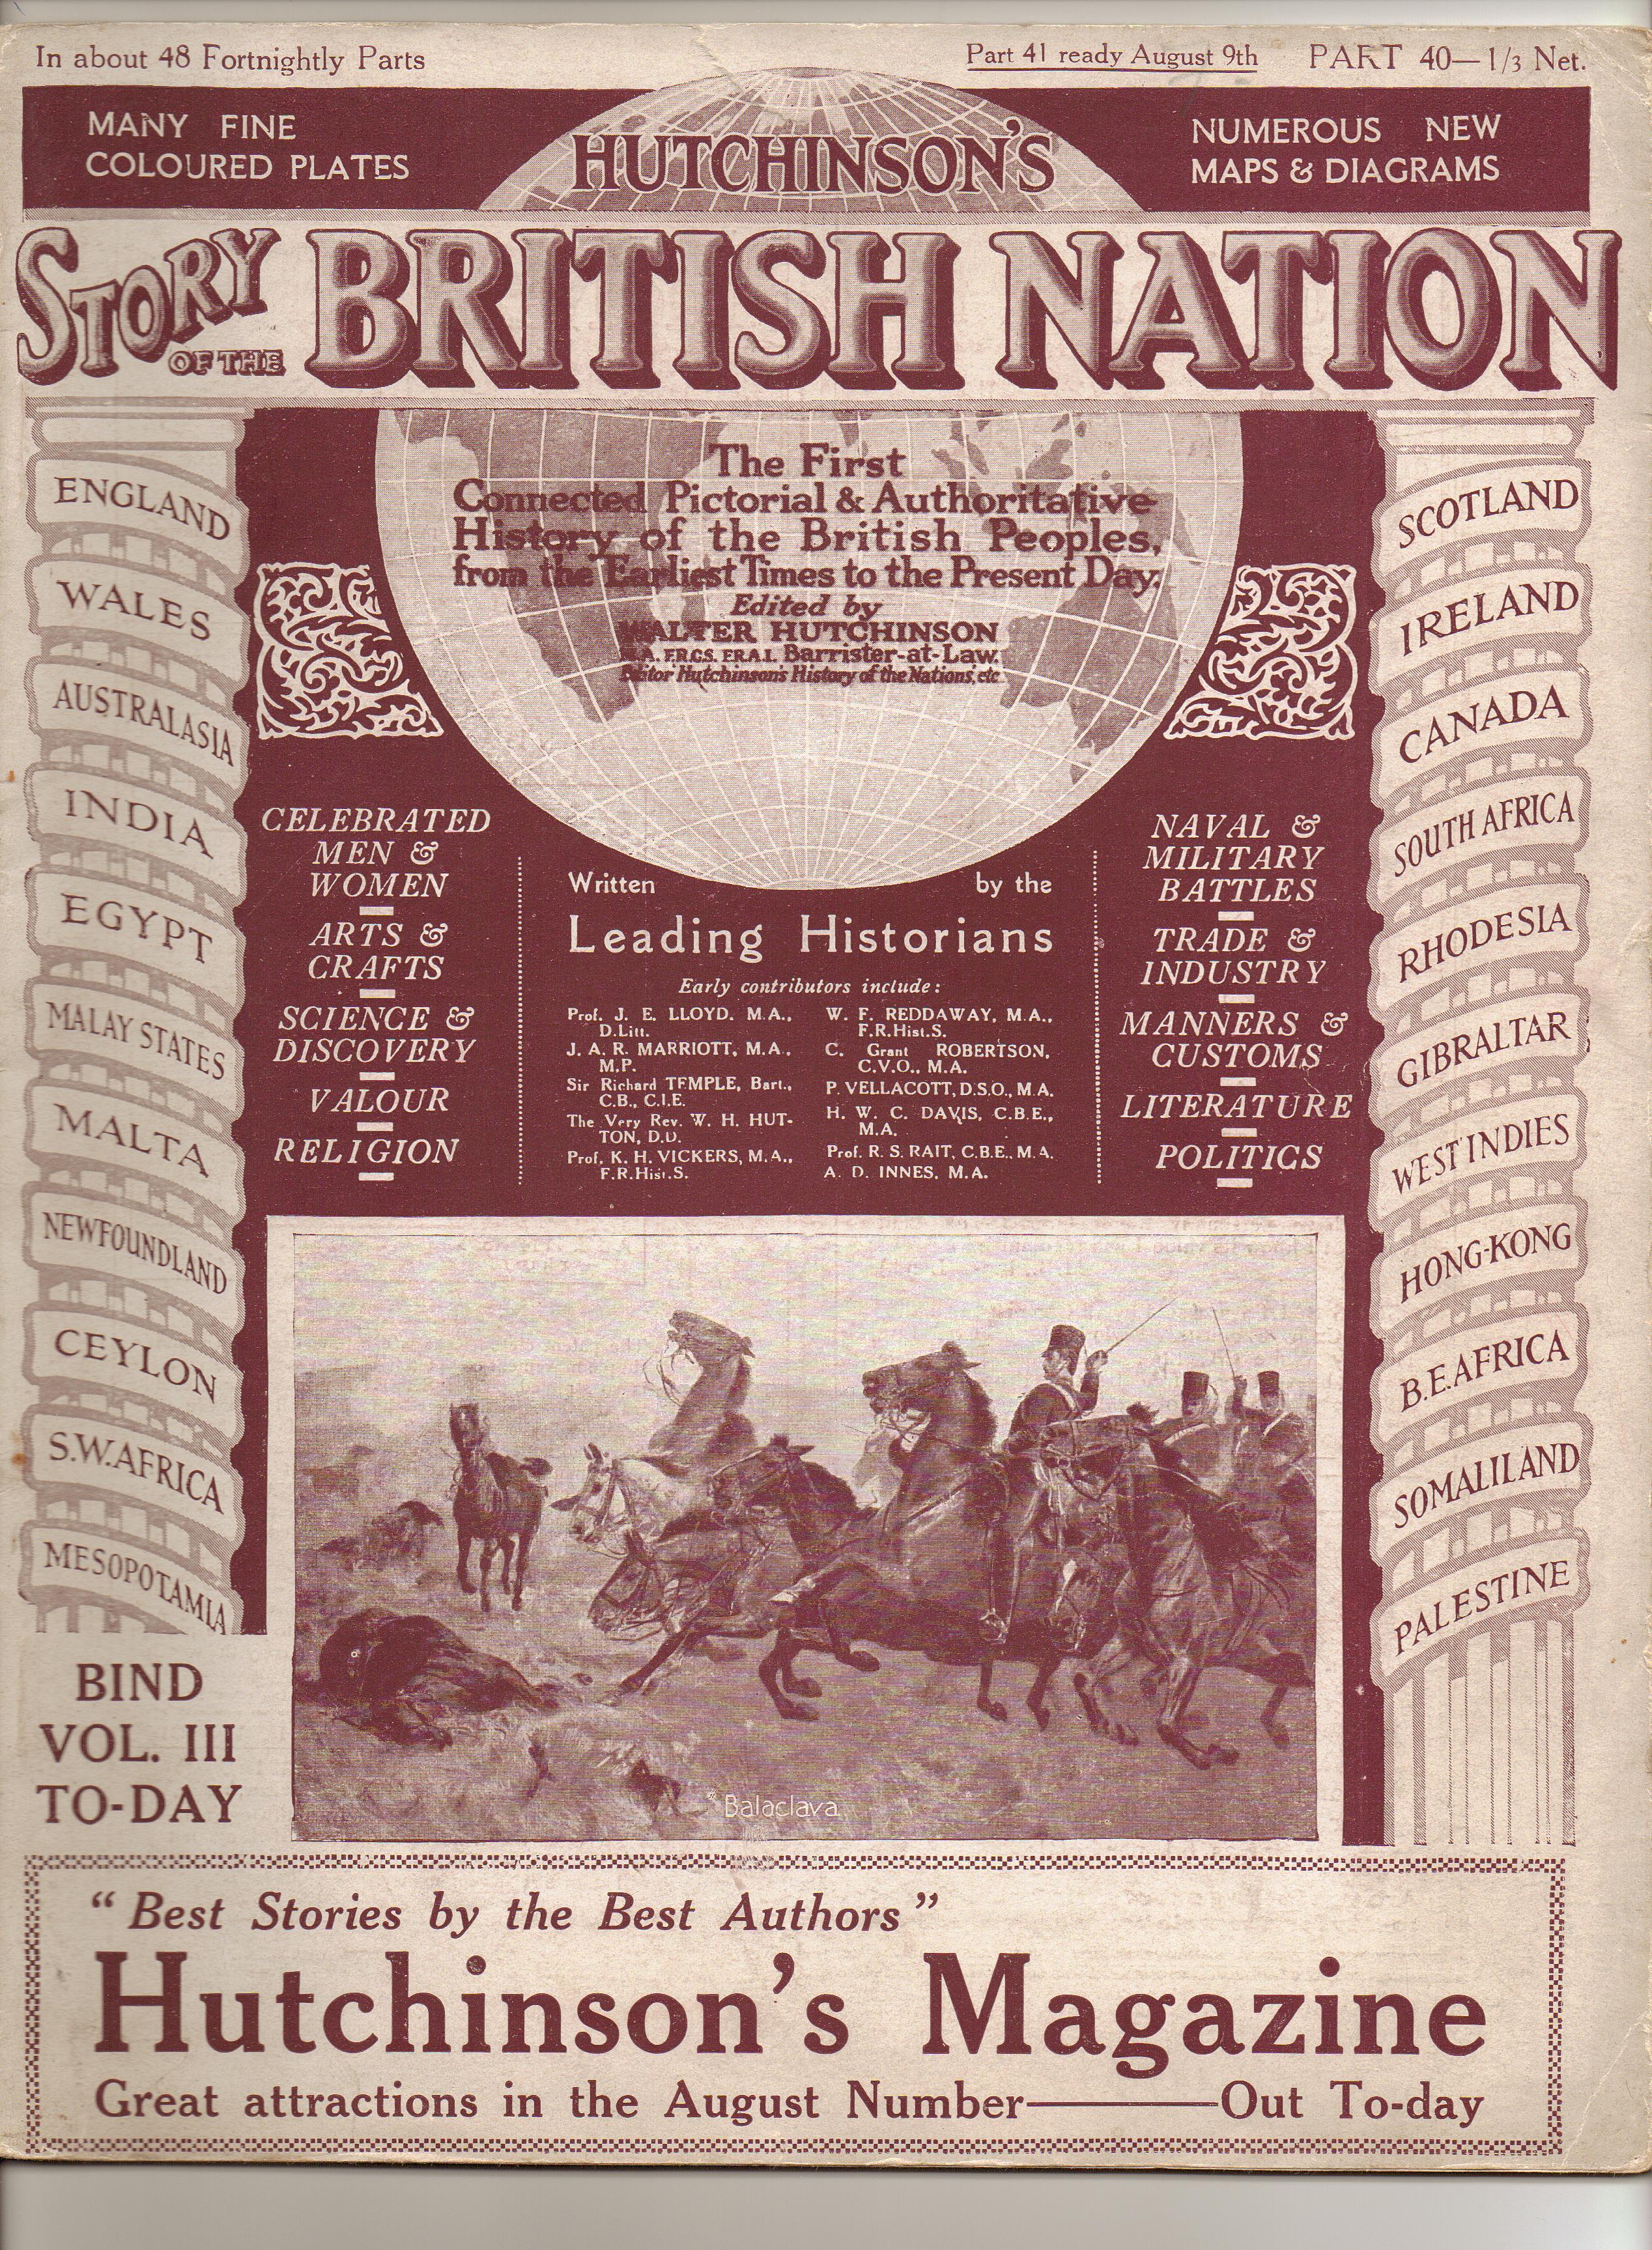 In about 48 Fortnightly Parts
Part 41 ready August 9th PART 40—1/3 Net.
MANY FINE
COLOURED PLATES
HUTCHINSON'S
NUMEROUS NEW
MAPS & DIAGRAMS
STORY
OF THE
BRITISH NATION
The First
Connected Pictorial & Authoritative
History of the British Peoples,
from the Earliest Times to the Present Day.
Edited by
WALTER HUTCHINSON
M.A. F.R.G.S. F.R.A.I. Barrister-at-Law.
Editor Hutchinson's History of the Nations, etc
ENGLAND
WALES
AUSTRALASIA
INDIA
EGYPT
MALAY STATES
MALTA
NEWFOUNDLAND
CEYLON
S.W.AFRICA
MESOPOTAMIA
SCOTLAND
IRELAND
CANADA
SOUTH AFRICA
RHODESIA
GIBRALTAR
WEST INDIES
HONG-KONG
B.E.AFRICA
SOMALILAND
PALESTINE
CELEBRATED
MEN &
WOMEN
ARTS &
CRAFTS
SCIENCE &
DISCOVERY
VALOUR
RELIGION
Written by the
Leading Historians
Early contributors include:
Prof. J. E. LLOYD, M.A.,
D.Litt.
J. A. R. MARRIOTT, M.A.,
M.P.
Sir Richard TEMPLE, Bart.,
C.B., C.I.E.
The Very Rev. W. H. HUT-
TON, D.D.
Prof. K. H. VICKERS, M.A.,
F.R.Hist.S.
W. F. REDDAWAY, M.A.,
F.R.Hist.S.
C. Grant ROBERTSON,
C.V.O., M.A.
P. VELLACOTT, D.S.O., M.A.
H. W. C. DAVIS, C.B.E.,
M.A.
Prof. R. S. RAIT, C.B.E., M.A.
A. D. INNES, M.A.
NAVAL &
MILITARY
BATTLES
TRADE &
INDUSTRY
MANNERS &
CUSTOMS
LITERATURE
POLITICS
Balaclava
BIND
VOL. III
TO-DAY
"Best Stories by the Best Authors"
Hutchinson's Magazine
Great attractions in the August Number——Out To-day